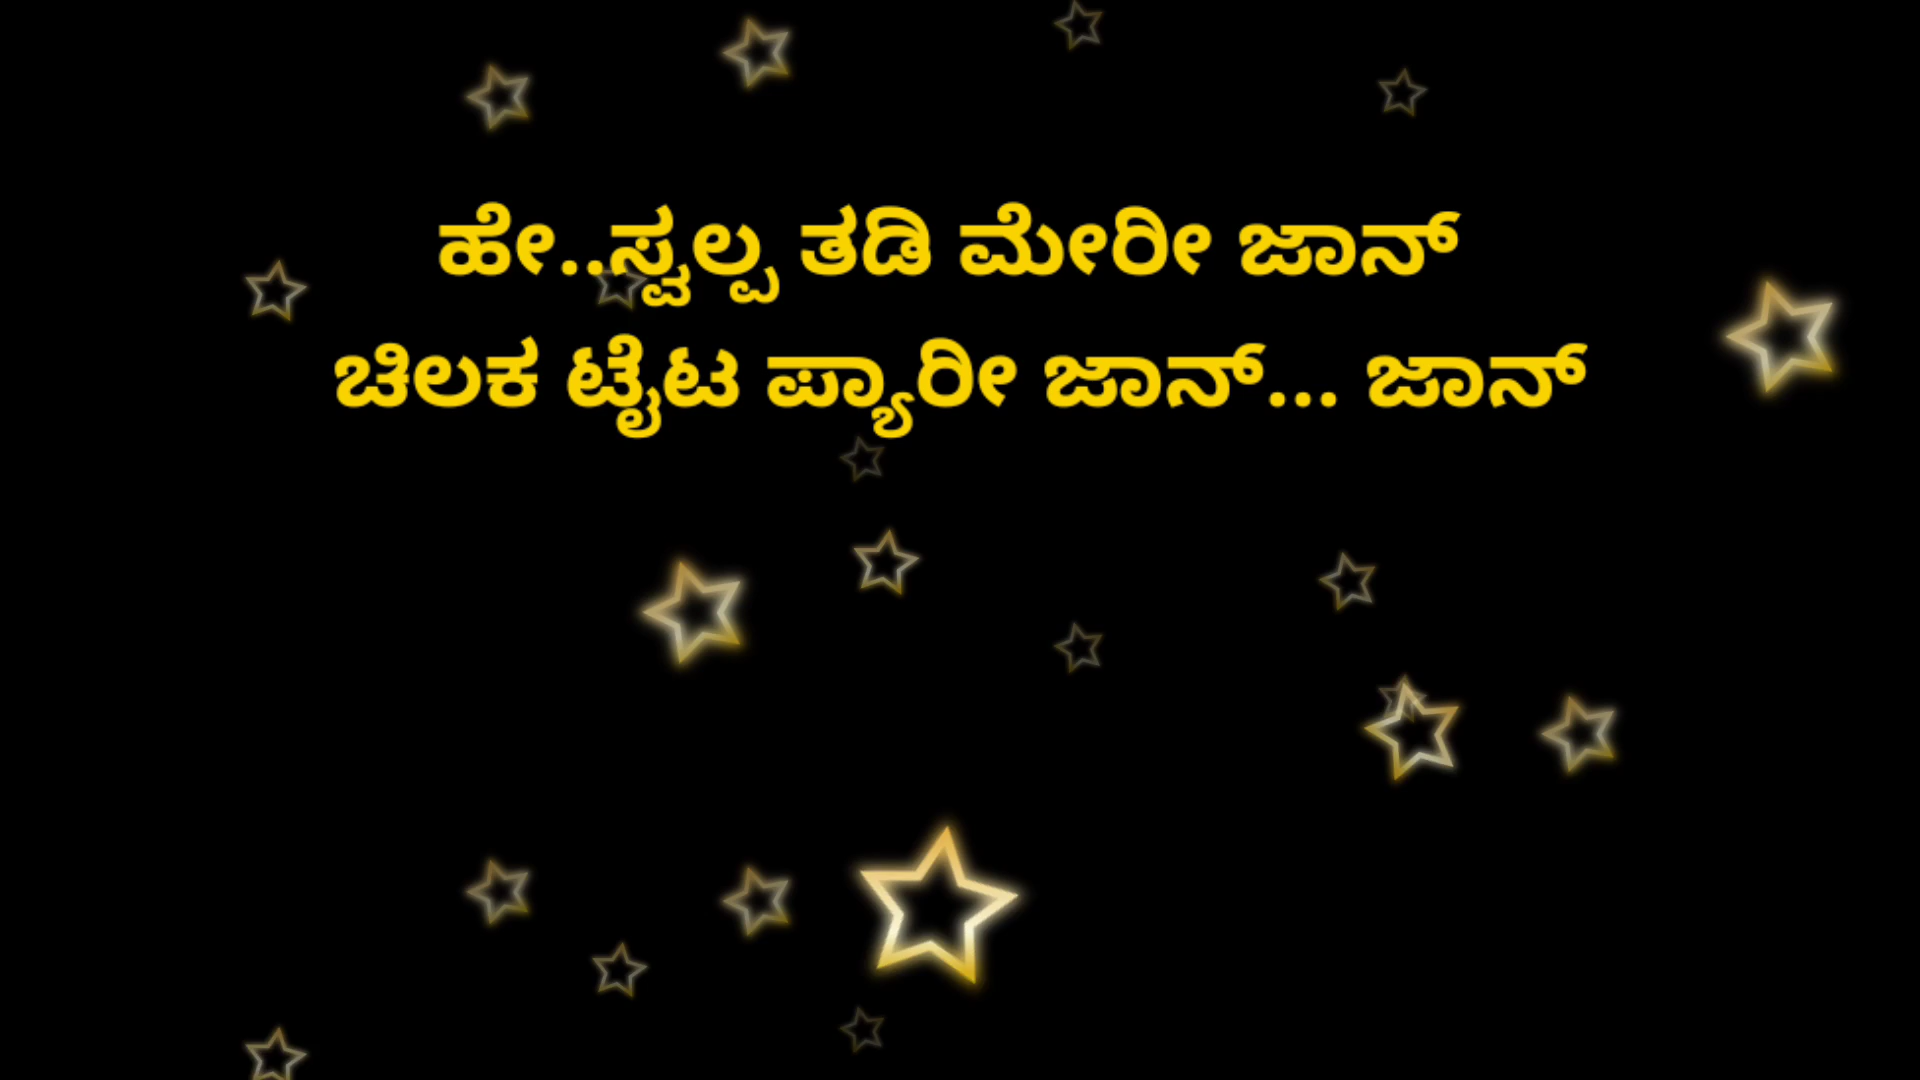 ಹೇ..ಸ್ವಲ್ಪ ತಡಿ ಮೇರೀ ಜಾನ್
ಚಿಲಕ ಟೈಟ ಪ್ಯಾರೀ ಜಾನ್... ಜಾನ್